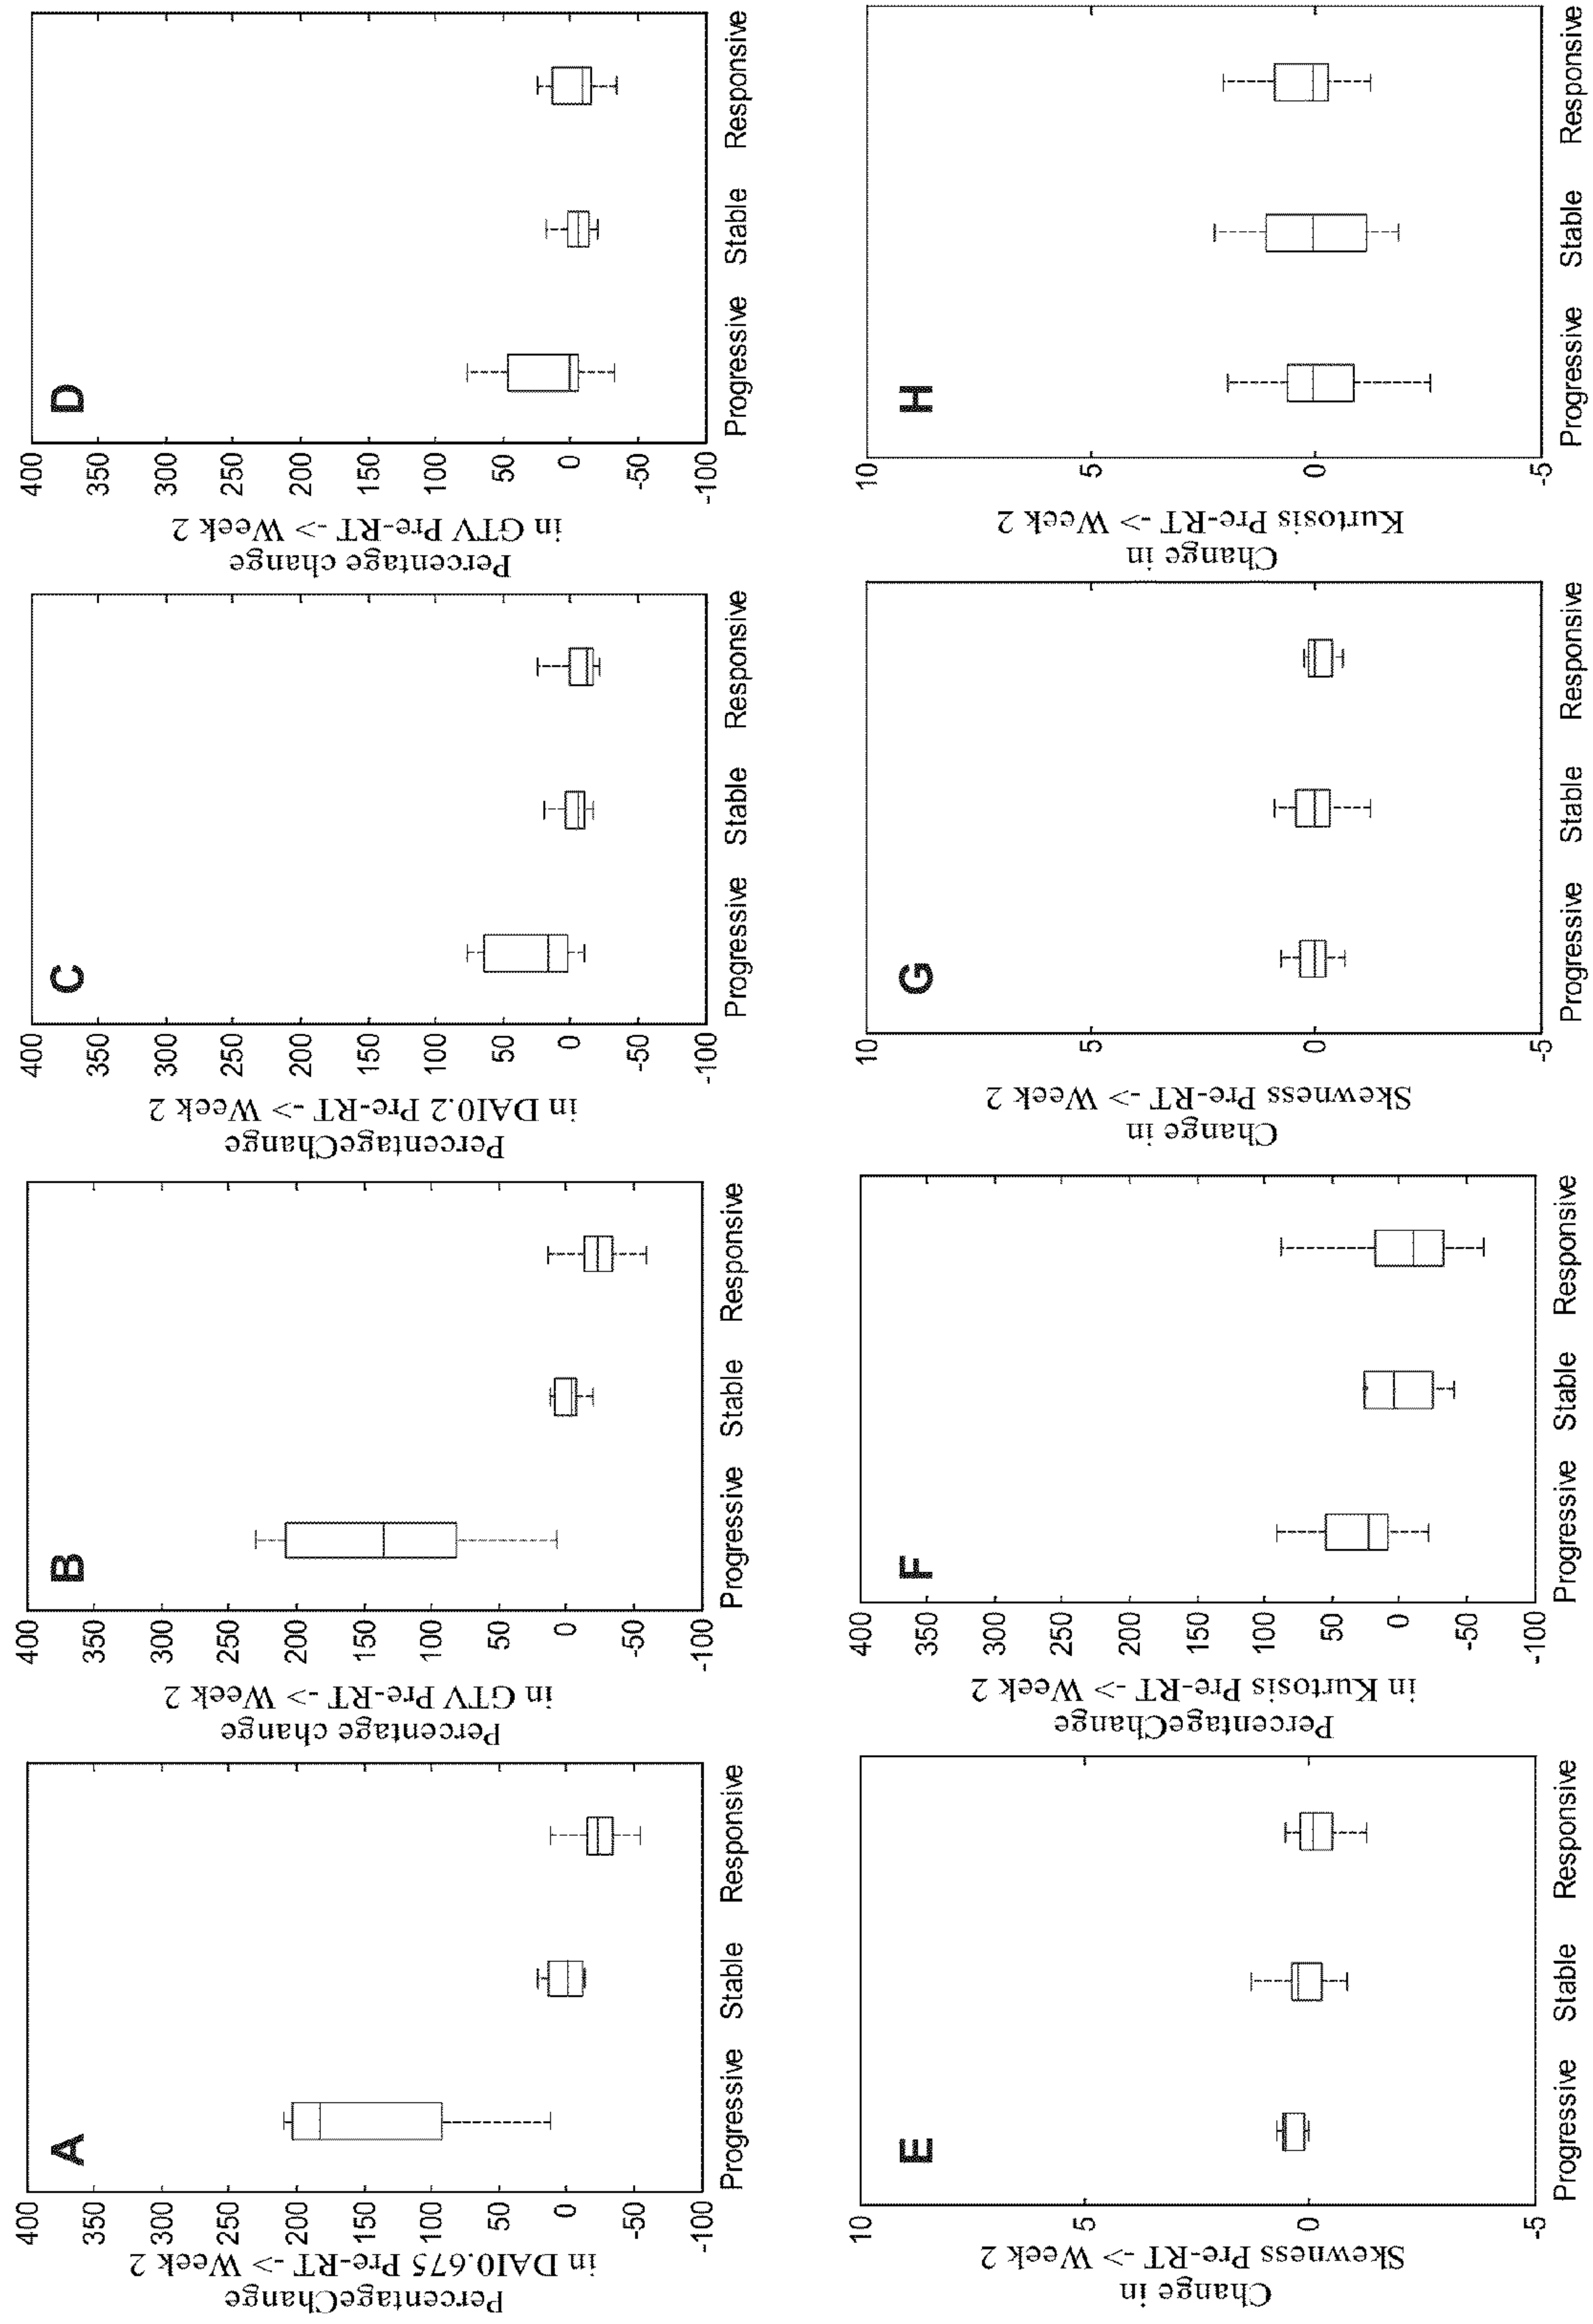 A
PercentageChange
in DAI0.675 Pre-RT -> Week 2
400
350
300
250
200
150
100
50
0
-50
-100
Progressive Stable Responsive
B
Percentage change
in GTV Pre-RT -> Week 2
400
350
300
250
200
150
100
50
0
-50
-100
Progressive Stable Responsive
C
PercentageChange
in DAI0.2 Pre-RT -> Week 2
400
350
300
250
200
150
100
50
0
-50
-100
Progressive Stable Responsive
D
Percentage change
in GTV Pre-RT -> Week 2
400
350
300
250
200
150
100
50
0
-50
-100
Progressive Stable Responsive
E
Change in
Skewness Pre-RT -> Week 2
10
5
0
-5
Progressive Stable Responsive
F
PercentageChange
in Kurtosis Pre-RT -> Week 2
400
350
300
250
200
150
100
50
0
-50
-100
Progressive Stable Responsive
G
Change in
Skewness Pre-RT -> Week 2
10
5
0
-5
Progressive Stable Responsive
H
Change in
Kurtosis Pre-RT -> Week 2
10
5
0
-5
Progressive Stable Responsive